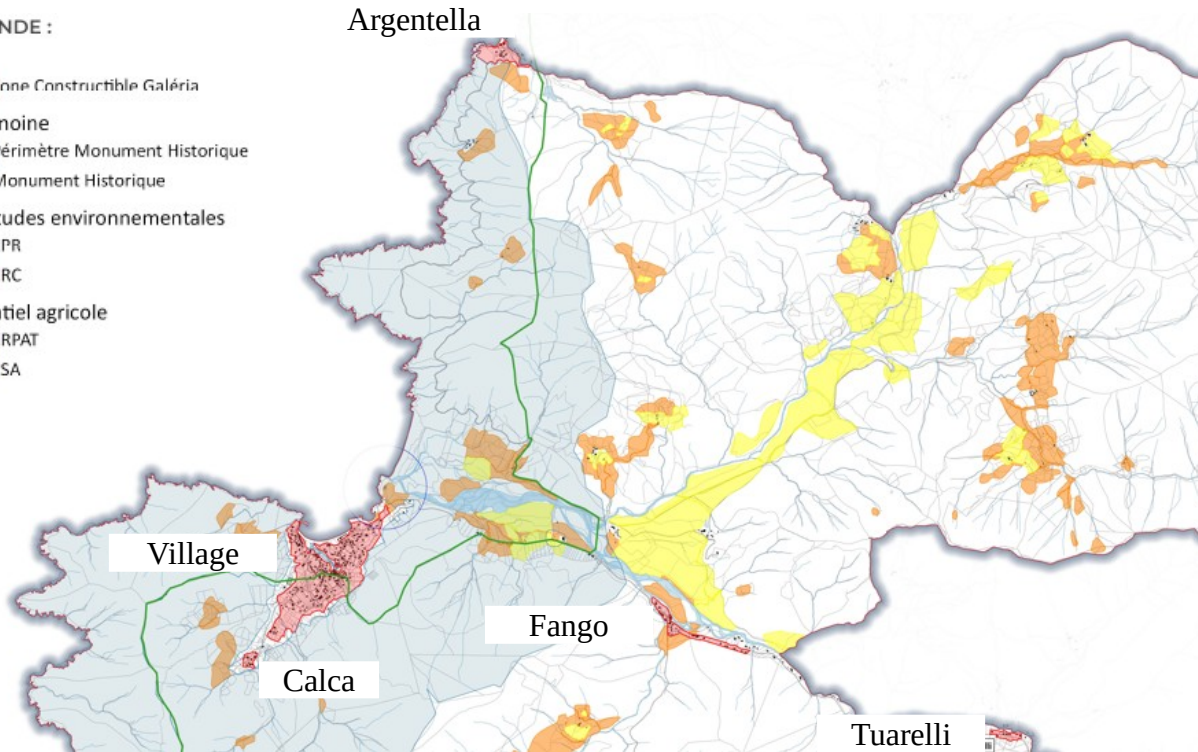 NDE :
Argentella
one Constructible Galéria
noine
érimètre Monument Historique
Monument Historique
tudes environnementales
PR
RC
tiel agricole
RPAT
SA
Village
Fango
Calca
Tuarelli